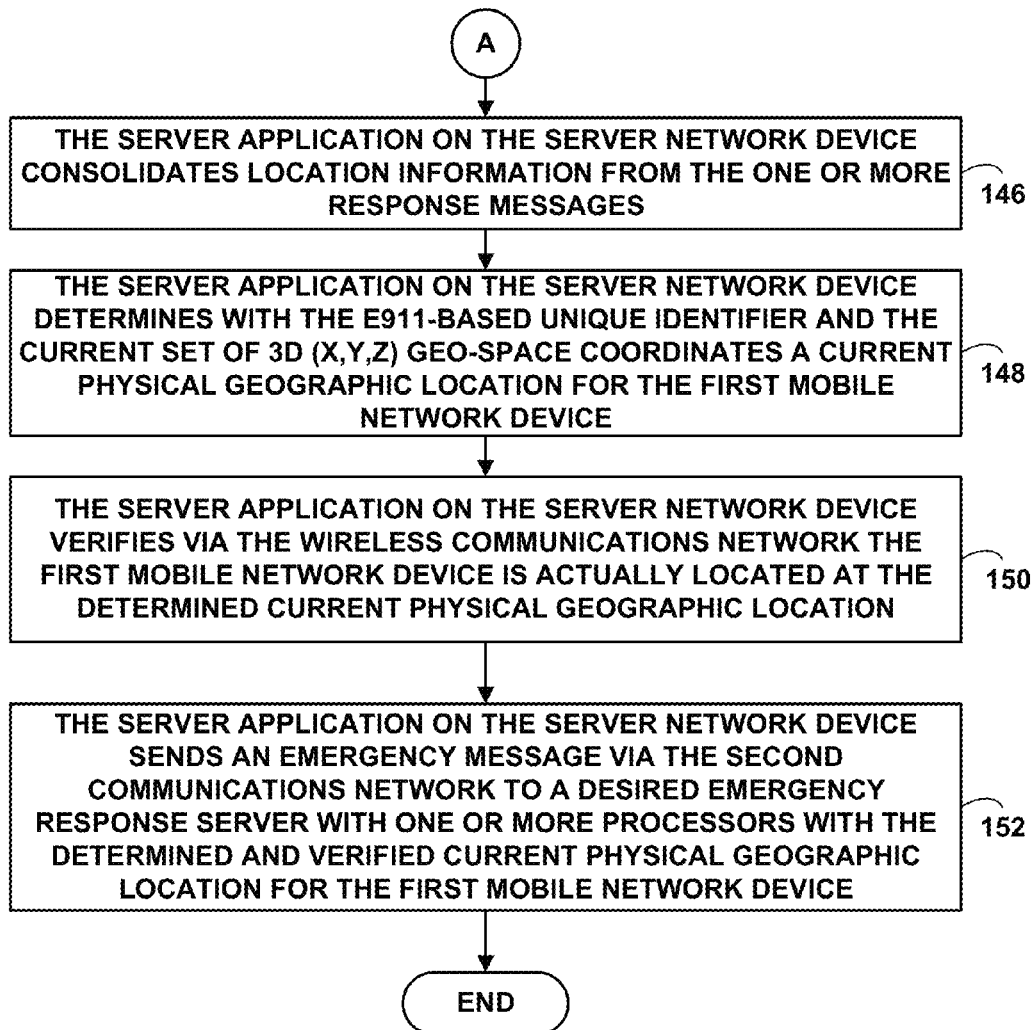 A
THE SERVER APPLICATION ON THE SERVER NETWORK DEVICE
CONSOLIDATES LOCATION INFORMATION FROM THE ONE OR MORE
RESPONSE MESSAGES
146
THE SERVER APPLICATION ON THE SERVER NETWORK DEVICE
DETERMINES WITH THE E911-BASED UNIQUE IDENTIFIER AND THE
CURRENT SET OF 3D (X,Y,Z) GEO-SPACE COORDINATES A CURRENT
PHYSICAL GEOGRAPHIC LOCATION FOR THE FIRST MOBILE
NETWORK DEVICE
148
THE SERVER APPLICATION ON THE SERVER NETWORK DEVICE
VERIFIES VIA THE WIRELESS COMMUNICATIONS NETWORK THE
FIRST MOBILE NETWORK DEVICE IS ACTUALLY LOCATED AT THE
DETERMINED CURRENT PHYSICAL GEOGRAPHIC LOCATION
150
THE SERVER APPLICATION ON THE SERVER NETWORK DEVICE
SENDS AN EMERGENCY MESSAGE VIA THE SECOND
COMMUNICATIONS NETWORK TO A DESIRED EMERGENCY
RESPONSE SERVER WITH ONE OR MORE PROCESSORS WITH THE
DETERMINED AND VERIFIED CURRENT PHYSICAL GEOGRAPHIC
LOCATION FOR THE FIRST MOBILE NETWORK DEVICE
152
END